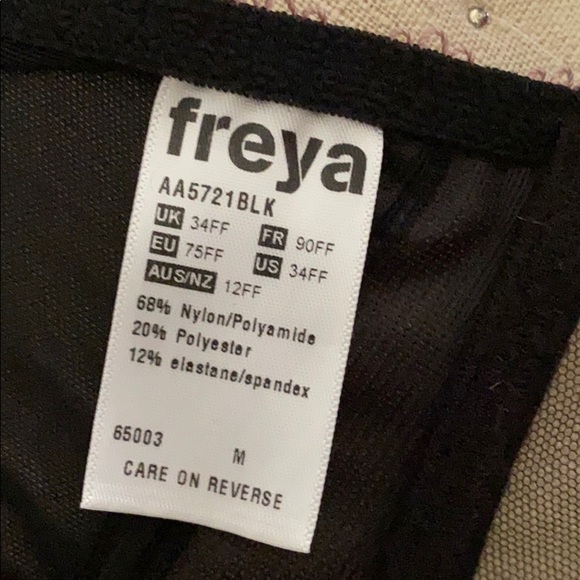 freya
AA5721BLK
UK 34FF FR 90FF
EU 75FF US 34FF
AUS/NZ 12FF
68% Nylon/Polyamide
20% Polyester
12% elastane/spandex
65003 M
CARE ON REVERSE